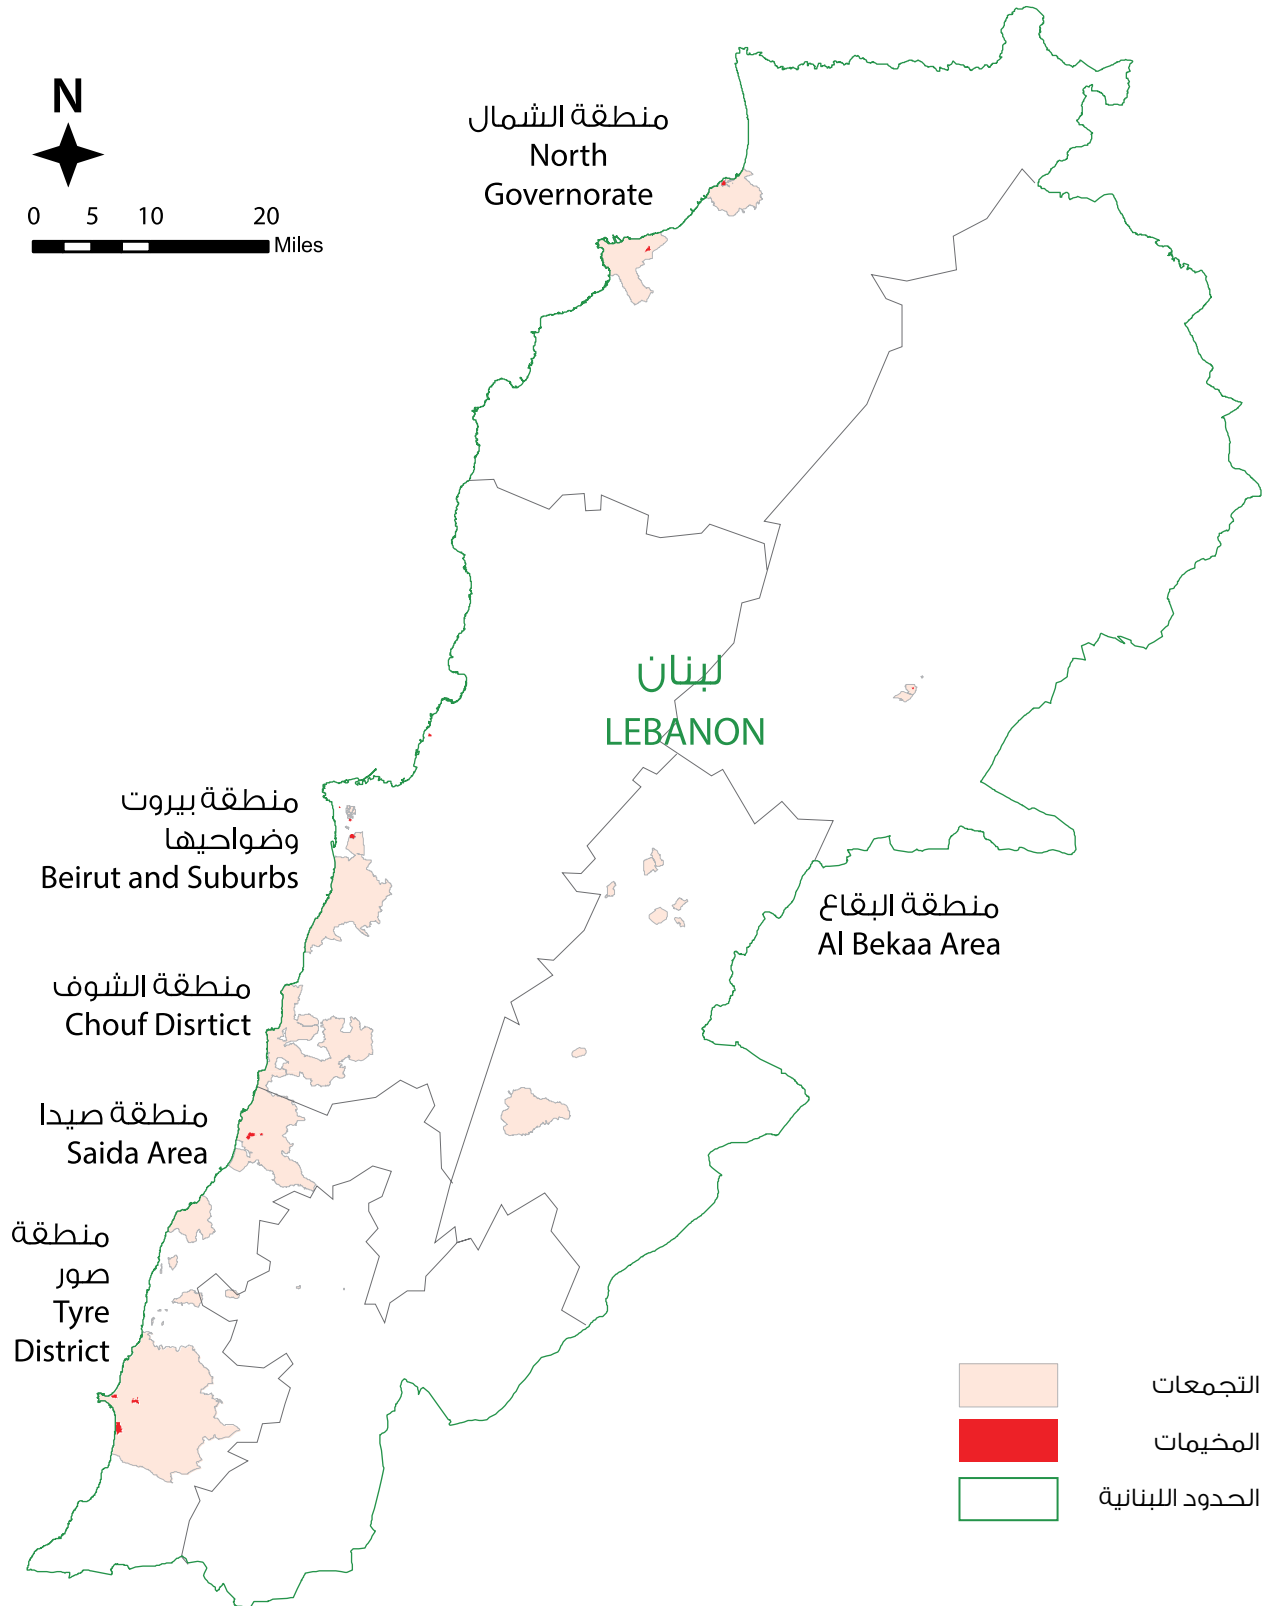 N
0 5 10 20
Miles
منطقة الشمال
North
Governorate
لبنان
LEBANON
منطقة بيروت
وضواحيها
Beirut and Suburbs
منطقة البقاع
Al Bekaa Area
منطقة الشوف
Chouf Disrtict
منطقة صيدا
Saida Area
منطقة
صور
Tyre
District
التجمعات
المخيمات
الحدود اللبنانية